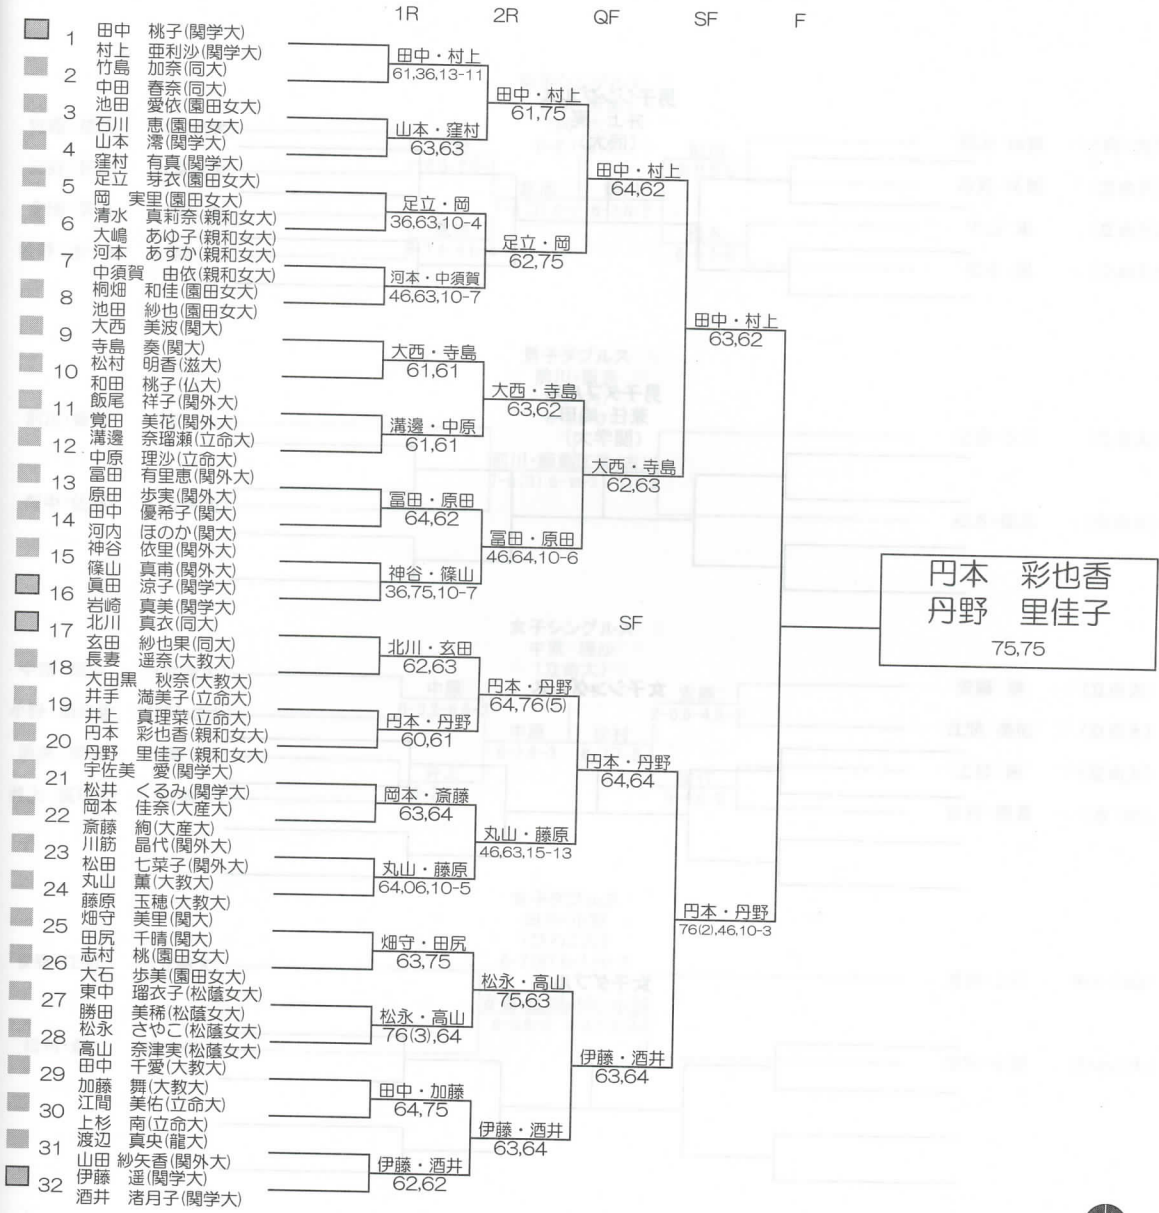 1R 2R QF SF F
1 田中 桃子(関学大)
村上 亜利沙(関学大)
2 竹島 加奈(同大)
中田 春奈(同大)
3 池田 愛依(園田女大)
石川 恵(園田女大)
4 山本 澪(関学大)
窪村 有真(関学大)
5 足立 芽衣(園田女大)
岡 実里(園田女大)
6 清水 真莉奈(親和女大)
大嶋 あゆ子(親和女大)
7 河本 あすか(親和女大)
中須賀 由依(親和女大)
8 桐畑 和佳(園田女大)
池田 紗也(園田女大)
9 大西 美波(関大)
寺島 奏(関大)
10 松村 明香(滋大)
和田 桃子(仏大)
11 飯尾 祥子(関外大)
覚田 美花(関外大)
12 溝邊 奈瑠瀬(立命大)
中原 理沙(立命大)
13 冨田 有里恵(関外大)
原田 歩実(関外大)
14 田中 優希子(関大)
河内 ほのか(関大)
15 神谷 依里(関外大)
篠山 真甫(関外大)
16 眞田 涼子(関学大)
岩崎 真美(関学大)
17 北川 真衣(同大)
玄田 紗也果(同大)
18 長妻 遥奈(大教大)
大田黒 秋奈(大教大)
19 井手 満美子(立命大)
井上 真理菜(立命大)
20 円本 彩也香(親和女大)
丹野 里佳子(親和女大)
21 宇佐美 愛(関学大)
松井 くるみ(関学大)
22 岡本 佳奈(大産大)
斎藤 絢(大産大)
23 川筋 晶代(関外大)
松田 七菜子(関外大)
24 丸山 薫(大教大)
藤原 玉穂(大教大)
25 畑守 美里(関大)
田尻 千晴(関大)
26 志村 桃(園田女大)
大石 歩美(園田女大)
27 東中 瑠衣子(松蔭女大)
勝田 美稀(松蔭女大)
28 松永 さやこ(松蔭女大)
高山 奈津実(松蔭女大)
29 田中 千愛(大教大)
加藤 舞(大教大)
30 江間 美佑(立命大)
上杉 南(立命大)
31 渡辺 真央(龍大)
山田 紗矢香(関外大)
32 伊藤 遥(関学大)
酒井 渚月子(関学大)
田中・村上
61,36,13-11
山本・窪村
63,63
足立・岡
36,63,10-4
河本・中須賀
46,63,10-7
大西・寺島
61,61
溝邊・中原
61,61
冨田・原田
64,62
神谷・篠山
36,75,10-7
北川・玄田
62,63
円本・丹野
60,61
岡本・斎藤
63,64
丸山・藤原
64,06,10-5
畑守・田尻
63,75
松永・高山
76(3),64
田中・加藤
64,75
伊藤・酒井
62,62
田中・村上
61,75
足立・岡
62,75
大西・寺島
63,62
冨田・原田
46,64,10-6
円本・丹野
64,76(5)
丸山・藤原
46,63,15-13
松永・高山
75,63
伊藤・酒井
63,64
田中・村上
64,62
大西・寺島
62,63
SF
円本・丹野
64,64
伊藤・酒井
63,64
田中・村上
63,62
円本・丹野
76(2),46,10-3
円本 彩也香
丹野 里佳子
75,75